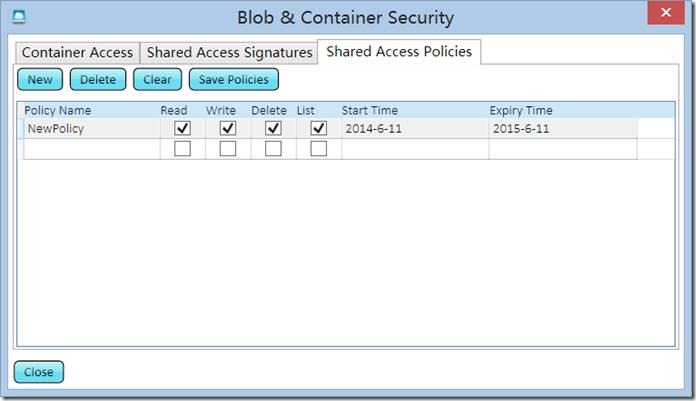 Blob & Container Security
Container Access Shared Access Signatures Shared Access Policies
New Delete Clear Save Policies
Policy Name Read Write Delete List Start Time Expiry Time
NewPolicy 2014-6-11 2015-6-11
Close